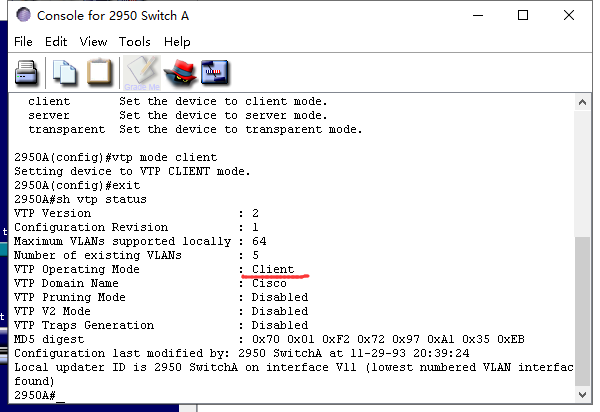 Console for 2950 Switch A
File Edit View Tools Help
Grade Me
client Set the device to client mode.
server Set the device to server mode.
transparent Set the device to transparent mode.
2950A(config)#vtp mode client
Setting device to VTP CLIENT mode.
2950A(config)#exit
2950A#sh vtp status
VTP Version : 2
Configuration Revision : 1
Maximum VLANs supported locally : 64
Number of existing VLANs : 5
VTP Operating Mode : Client
VTP Domain Name : Cisco
VTP Pruning Mode : Disabled
VTP V2 Mode : Disabled
VTP Traps Generation : Disabled
MD5 digest : 0x70 0x01 0xF2 0x72 0x97 0xA1 0x35 0xEB
Configuration last modified by: 2950 SwitchA at 11-29-93 20:39:24
Local updater ID is 2950 SwitchA on interface Vl1 (lowest numbered VLAN interfac
found)
2950A#_